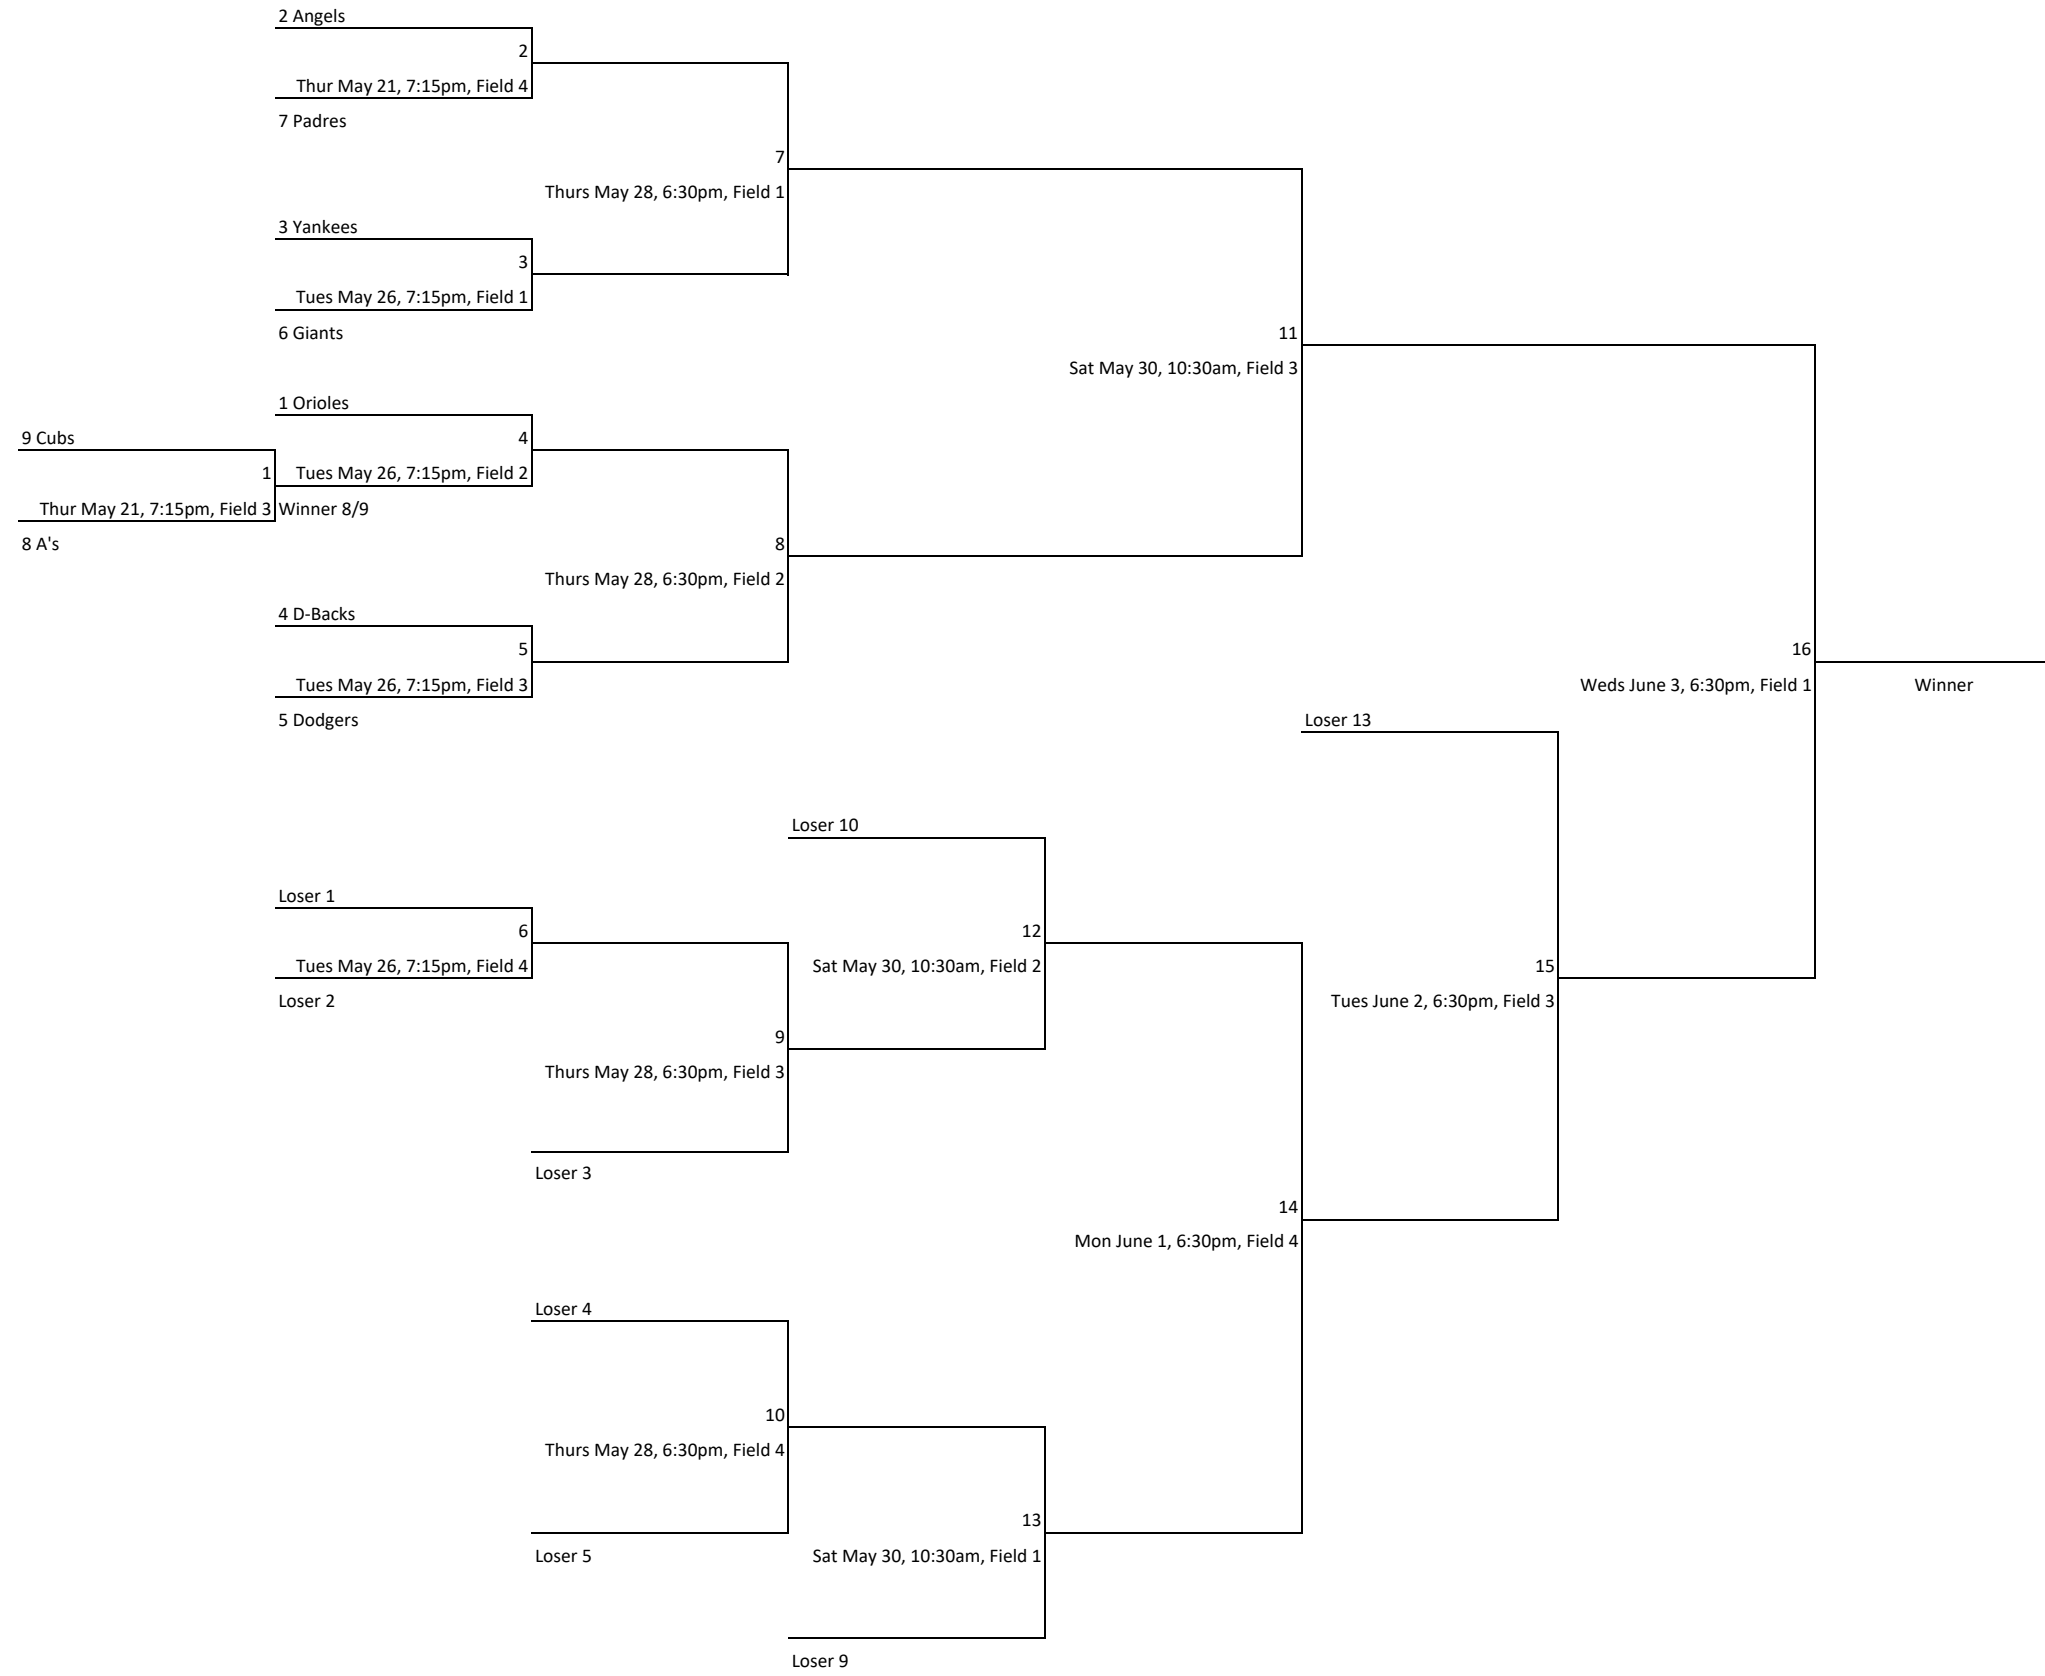 2 Angels
2
Thur May 21, 7:15pm, Field 4
7 Padres
7
Thurs May 28, 6:30pm, Field 1
3 Yankees
3
Tues May 26, 7:15pm, Field 1
6 Giants
11
Sat May 30, 10:30am, Field 3
1 Orioles
9 Cubs
4
1
Tues May 26, 7:15pm, Field 2
Thur May 21, 7:15pm, Field 3
Winner 8/9
8 A's
8
Thurs May 28, 6:30pm, Field 2
4 D-Backs
5
16
Tues May 26, 7:15pm, Field 3
Weds June 3, 6:30pm, Field 1
Winner
5 Dodgers
Loser 13
Loser 10
Loser 1
6
12
Tues May 26, 7:15pm, Field 4
Sat May 30, 10:30am, Field 2
15
Loser 2
Tues June 2, 6:30pm, Field 3
9
Thurs May 28, 6:30pm, Field 3
Loser 3
14
Mon June 1, 6:30pm, Field 4
Loser 4
10
Thurs May 28, 6:30pm, Field 4
13
Loser 5
Sat May 30, 10:30am, Field 1
Loser 9